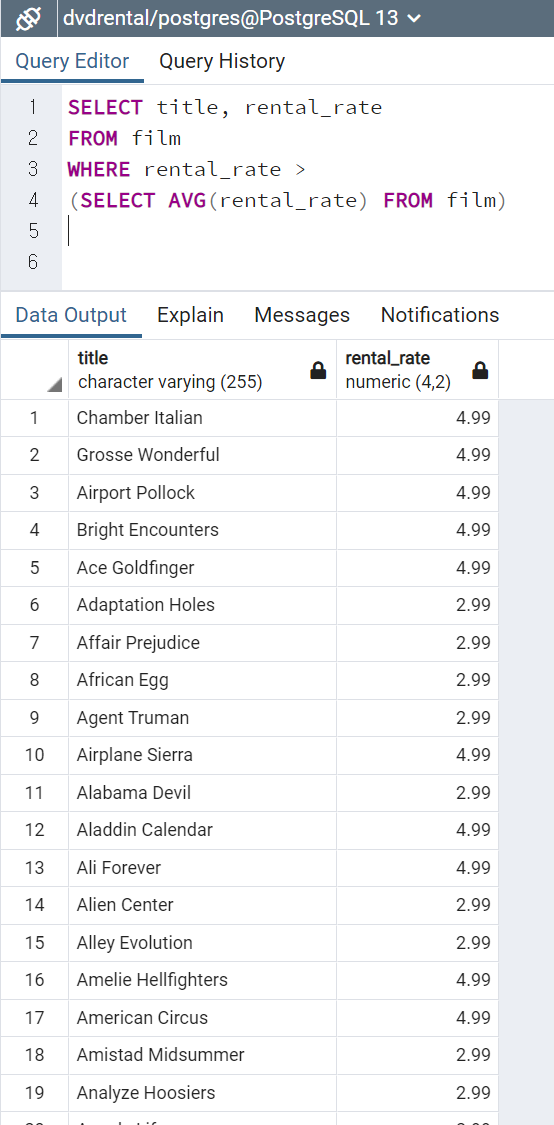 dvdrental/postgres@PostgreSQL 13
Query Editor Query History
1 SELECT title, rental_rate
2 FROM film
3 WHERE rental_rate >
4 (SELECT AVG(rental_rate) FROM film)
5
6
Data Output Explain Messages Notifications
title rental_rate
character varying (255) numeric (4,2)
1 Chamber Italian 4.99
2 Grosse Wonderful 4.99
3 Airport Pollock 4.99
4 Bright Encounters 4.99
5 Ace Goldfinger 4.99
6 Adaptation Holes 2.99
7 Affair Prejudice 2.99
8 African Egg 2.99
9 Agent Truman 2.99
10 Airplane Sierra 4.99
11 Alabama Devil 2.99
12 Aladdin Calendar 4.99
13 Ali Forever 4.99
14 Alien Center 2.99
15 Alley Evolution 2.99
16 Amelie Hellfighters 4.99
17 American Circus 4.99
18 Amistad Midsummer 2.99
19 Analyze Hoosiers 2.99